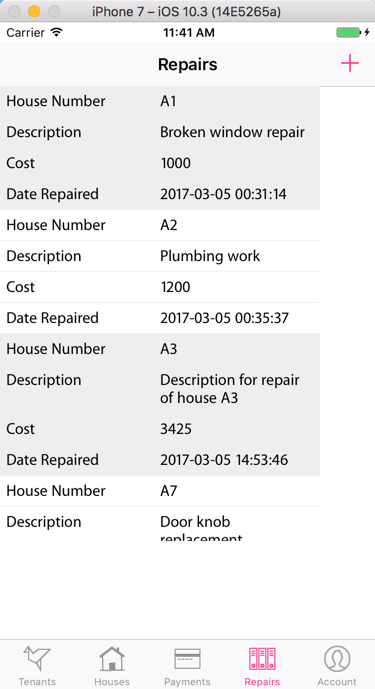 iPhone 7 – iOS 10.3 (14E5265a)
Carrier 11:41 AM
Repairs +
House Number A1
Description Broken window repair
Cost 1000
Date Repaired 2017-03-05 00:31:14
House Number A2
Description Plumbing work
Cost 1200
Date Repaired 2017-03-05 00:35:37
House Number A3
Description Description for repair
of house A3
Cost 3425
Date Repaired 2017-03-05 14:53:46
House Number A7
Description Door knob
replacement
Tenants Houses Payments Repairs Account